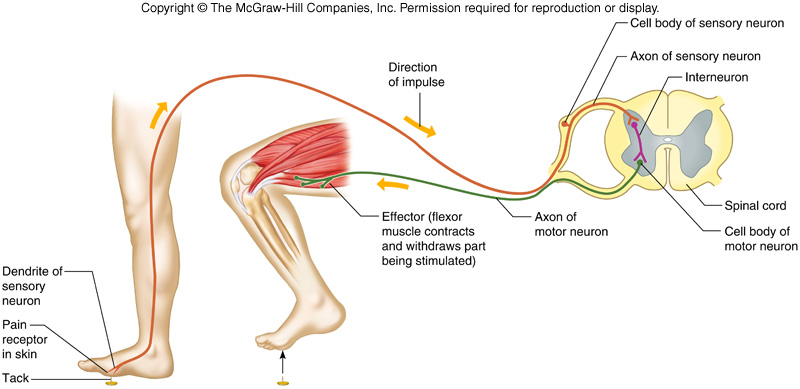 Copyright © The McGraw-Hill Companies, Inc. Permission required for reproduction or display.
Cell body of sensory neuron
Axon of sensory neuron
Interneuron
Direction
of impulse
Spinal cord
Cell body of
motor neuron
Axon of
motor neuron
Effector (flexor
muscle contracts
and withdraws part
being stimulated)
Dendrite of
sensory
neuron
Pain
receptor
in skin
Tack